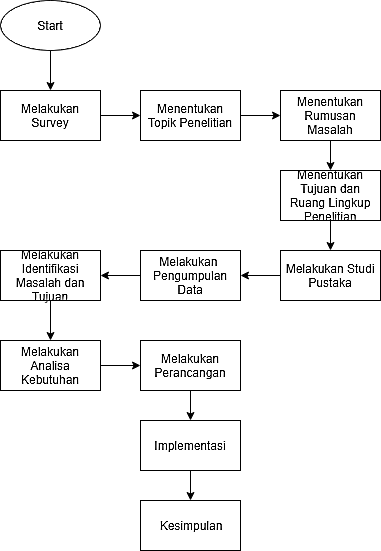 Start
Melakukan
Survey
Menentukan
Topik Penelitian
Menentukan
Rumusan
Masalah
Menentukan
Tujuan dan
Ruang Lingkup
Penelitian
Melakukan Studi
Pustaka
Melakukan
Pengumpulan
Data
Melakukan
Identifikasi
Masalah dan
Tujuan
Melakukan
Analisa
Kebutuhan
Melakukan
Perancangan
Implementasi
Kesimpulan